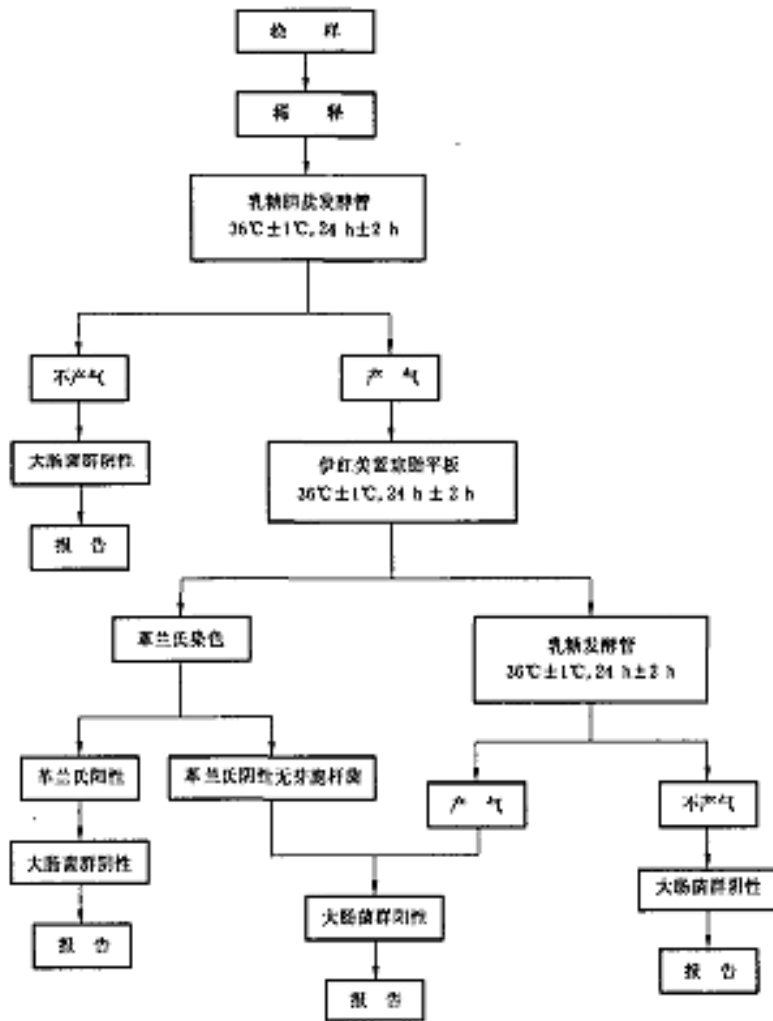 检 样
稀 释
乳糖胆盐发酵管
36℃±1℃,24 h±2 h
不产气
产 气
大肠菌群阴性
伊红美蓝琼脂平板
36℃±1℃,24 h ± 2 h
报 告
革兰氏染色
乳糖发酵管
36℃±1℃,24 h±2 h
革兰氏阳性
革兰氏阴性无芽胞杆菌
产 气
不产气
大肠菌群阴性
大肠菌群阳性
大肠菌群阴性
报 告
报 告
报 告